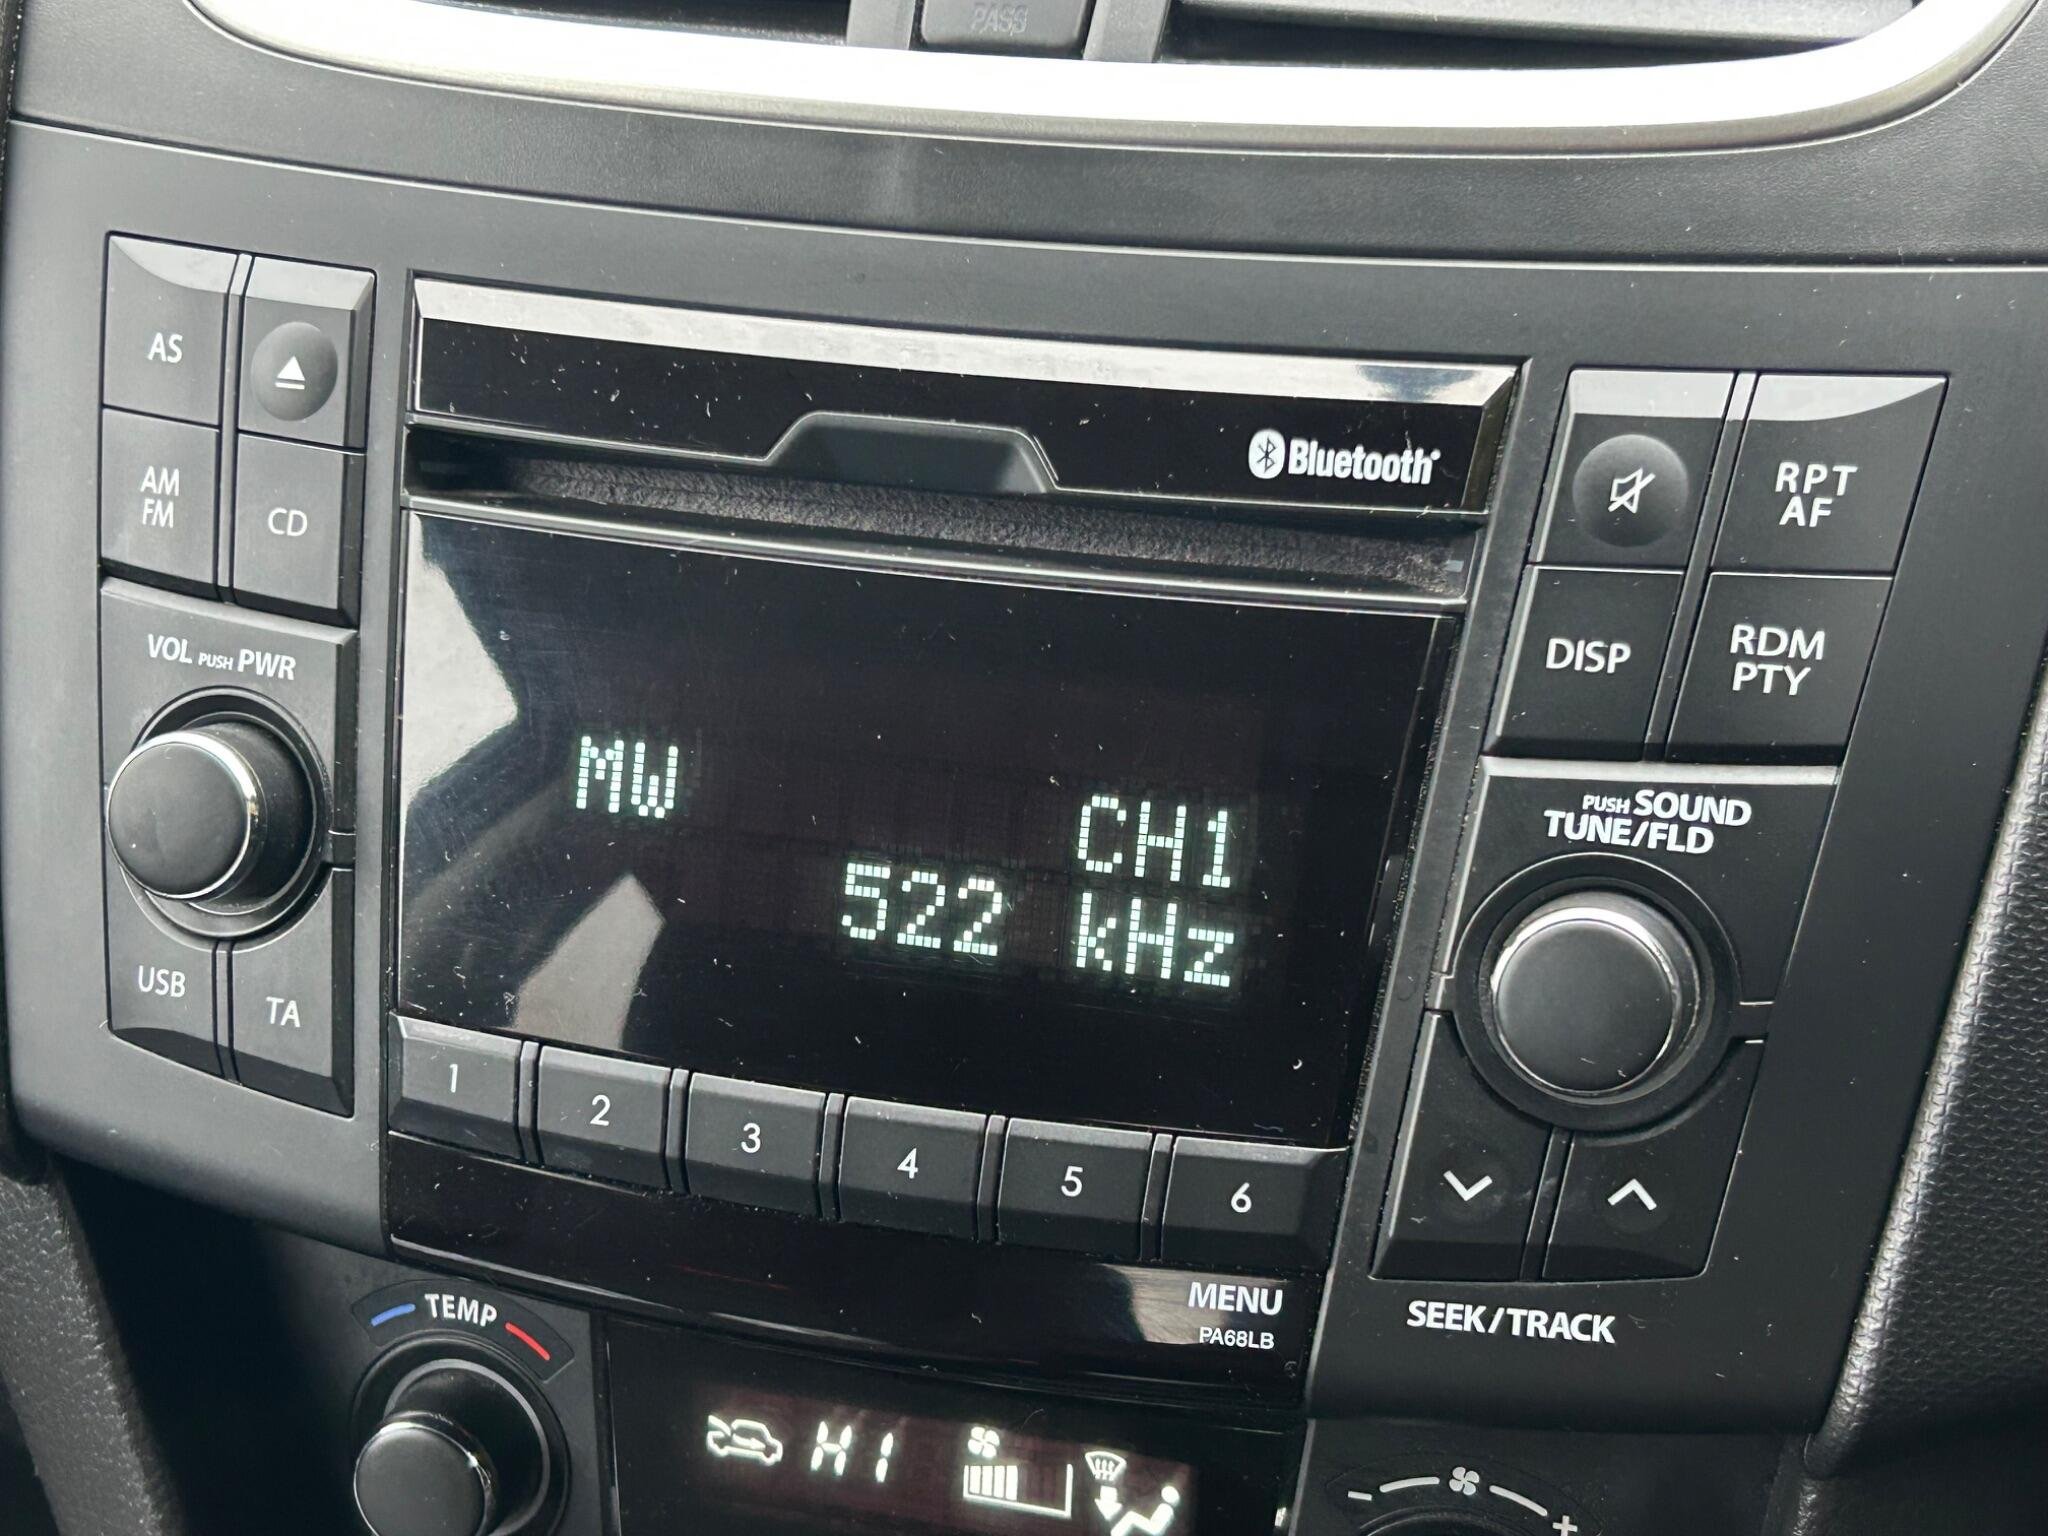 PASS
AS
AM
FM
CD
Bluetooth
RPT
AF
DISP
RDM
PTY
VOL PUSH PWR
MW
CH1
522 kHz
PUSH SOUND
TUNE/FLD
USB
TA
1
2
3
4
5
6
MENU
PA68LB
SEEK/TRACK
TEMP
HI
- +